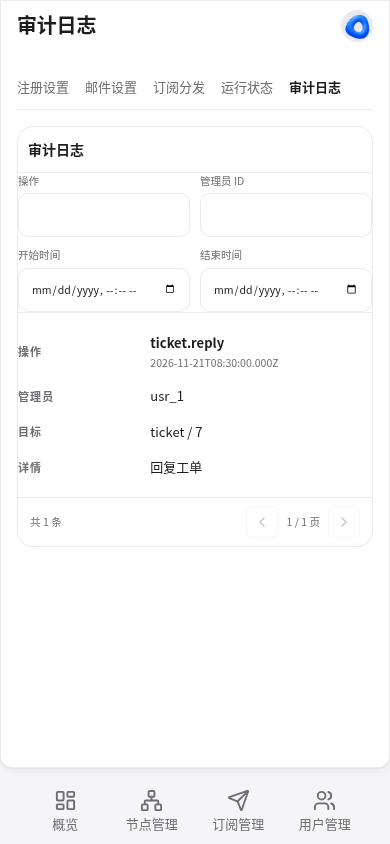 审计日志
注册设置 邮件设置 订阅分发 运行状态 审计日志
审计日志
操作 管理员 ID
开始时间 结束时间
mm/dd/yyyy, --:-- -- mm/dd/yyyy, --:-- --
操作 ticket.reply
2026-11-21T08:30:00.000Z
管理员 usr_1
目标 ticket / 7
详情 回复工单
共 1 条 1 / 1 页
概览 节点管理 订阅管理 用户管理